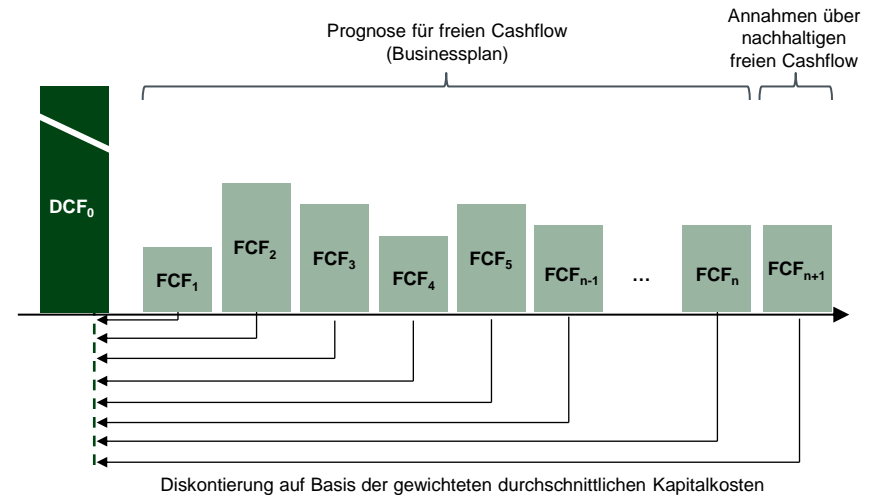 Prognose für freien Cashflow
(Businessplan)
Annahmen über
nachhaltigen
freien Cashflow
DCF₀
FCF₁
FCF₂
FCF₃
FCF₄
FCF₅
FCFₙ₋₁
...
FCFₙ
FCFₙ₊₁
Diskontierung auf Basis der gewichteten durchschnittlichen Kapitalkosten